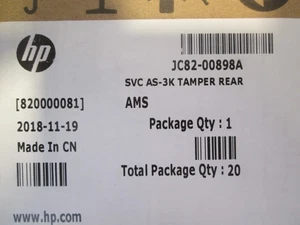 hp
JC82-00898A
SVC AS-3K TAMPER REAR
[820000081] AMS
2018-11-19 Package Qty : 1
Made In CN
Total Package Qty : 20
www.hp.com